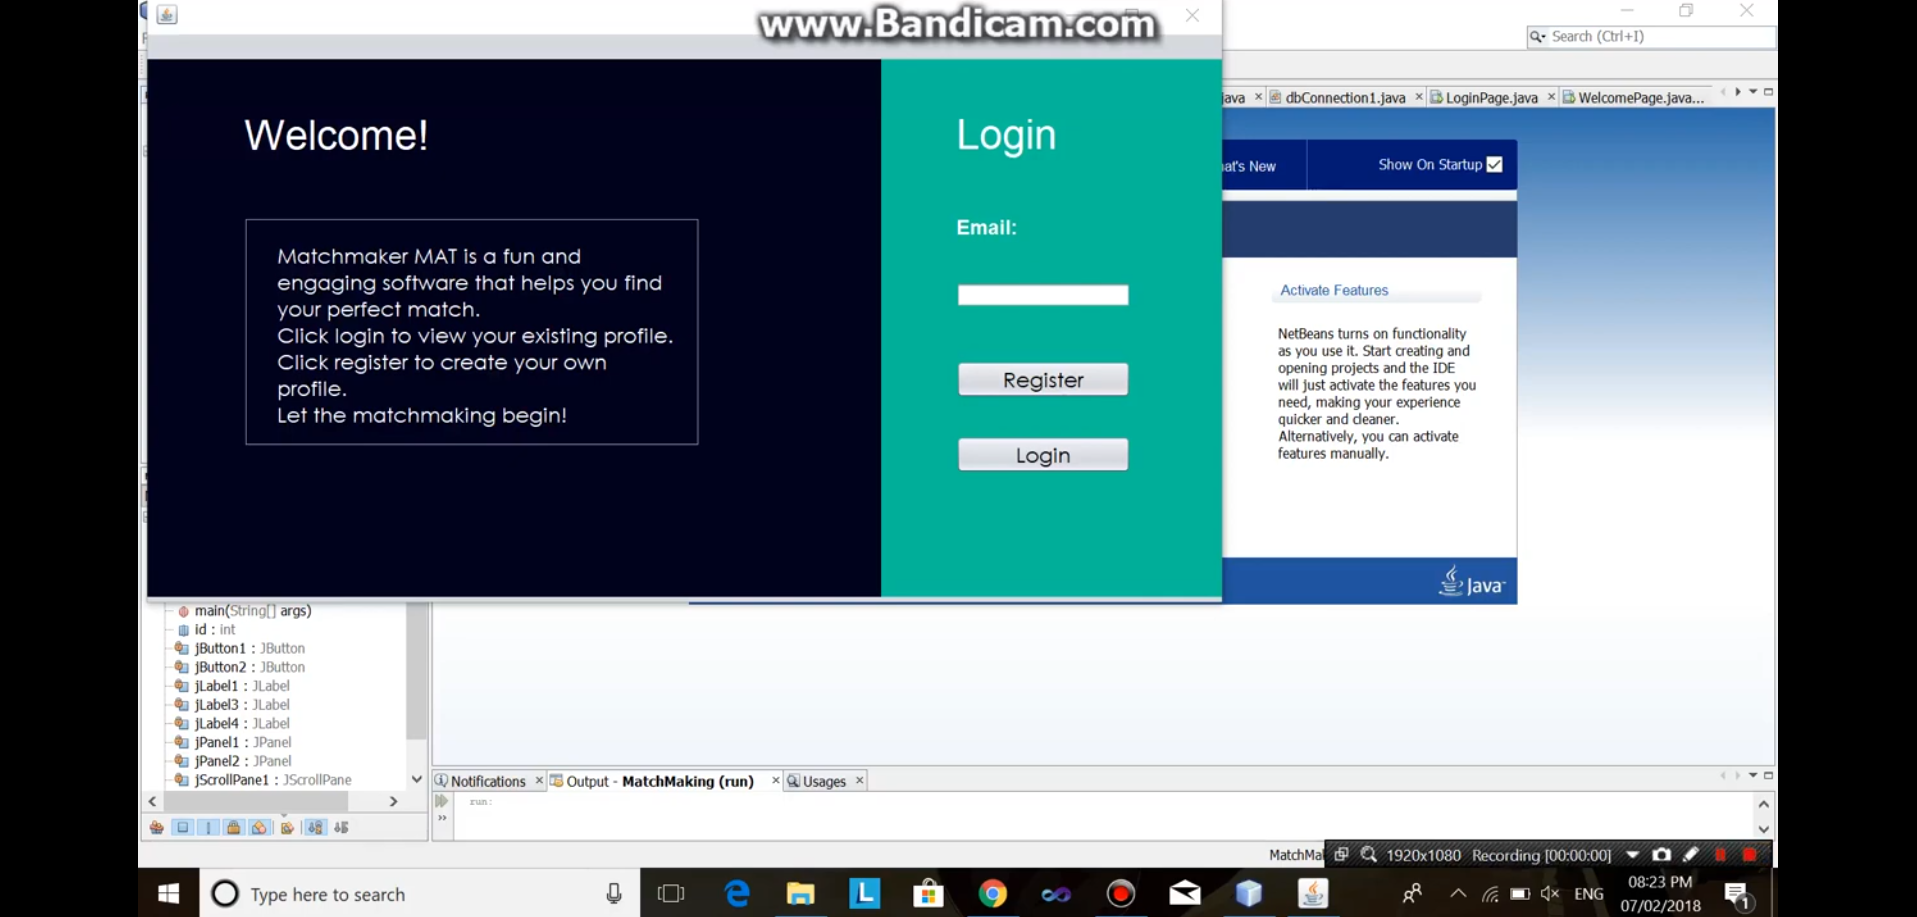 www.Bandicam.com
Search (Ctrl+I)
dbConnection1.java
LoginPage.java
WelcomePage.java...
Welcome!
Login
Show On Startup
Email:
Matchmaker MAT is a fun and
engaging software that helps you find
your perfect match.
Click login to view your existing profile.
Click register to create your own
profile.
Let the matchmaking begin!
Register
Login
Activate Features
NetBeans turns on functionality
as you use it. Start creating and
opening projects and the IDE
will just activate the features you
need, making your experience
quicker and cleaner.
Alternatively, you can activate
features manually.
Java
main(String[] args)
id : int
jButton1 : JButton
jButton2 : JButton
jLabel1 : JLabel
jLabel3 : JLabel
jLabel4 : JLabel
jPanel1 : JPanel
jPanel2 : JPanel
jScrollPane1 : JScrollPane
Notifications
Output - MatchMaking (run)
Usages
run:
1920x1080 Recording [00:00:00]
Type here to search
L
ENG
08:23 PM
07/02/2018
1